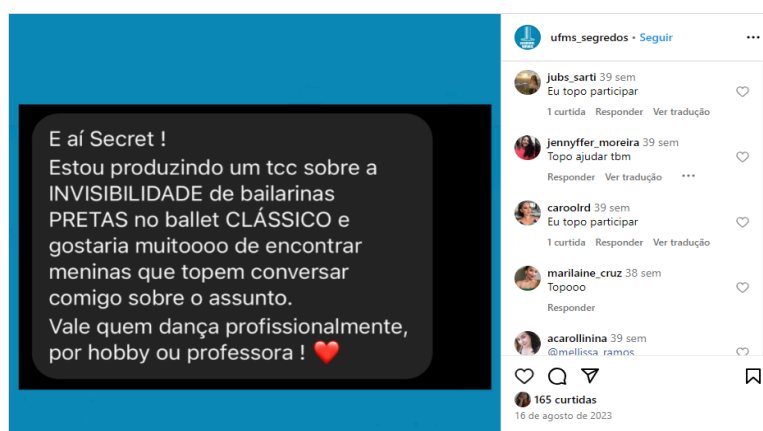 E aí Secret !
Estou produzindo um tcc sobre a
INVISIBILIDADE de bailarinas
PRETAS no ballet CLÁSSICO e
gostaria muitoooo de encontrar
meninas que topem conversar
comigo sobre o assunto.
Vale quem dança profissionalmente,
por hobby ou professora ! ❤️
ufms_segredos • Seguir
jubs_sarti 39 sem
Eu topo participar
1 curtida Responder Ver tradução
jennyffer_moreira 39 sem
Topo ajudar tbm
Responder Ver tradução
caroolrd 39 sem
Eu topo participar
1 curtida Responder Ver tradução
marilaine_cruz 38 sem
Topooo
Responder
acarollinina 39 sem
@mellissa_ramos
165 curtidas
16 de agosto de 2023